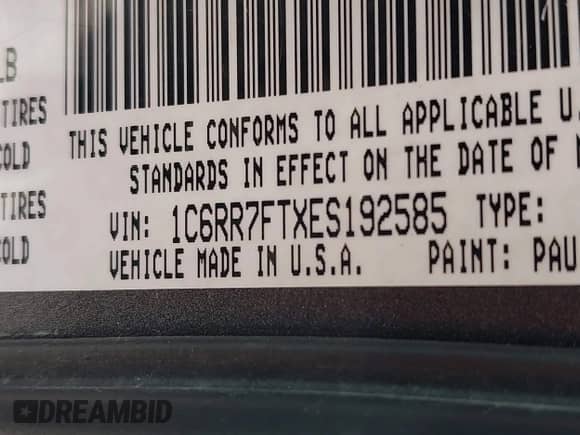 LB
TIRES
COLD
TIRES
COLD
THIS VEHICLE CONFORMS TO ALL APPLICABLE U.
STANDARDS IN EFFECT ON THE DATE OF
VIN: 1C6RR7FTXES192585 TYPE:
VEHICLE MADE IN U.S.A. PAINT: PAU
DREAMBID